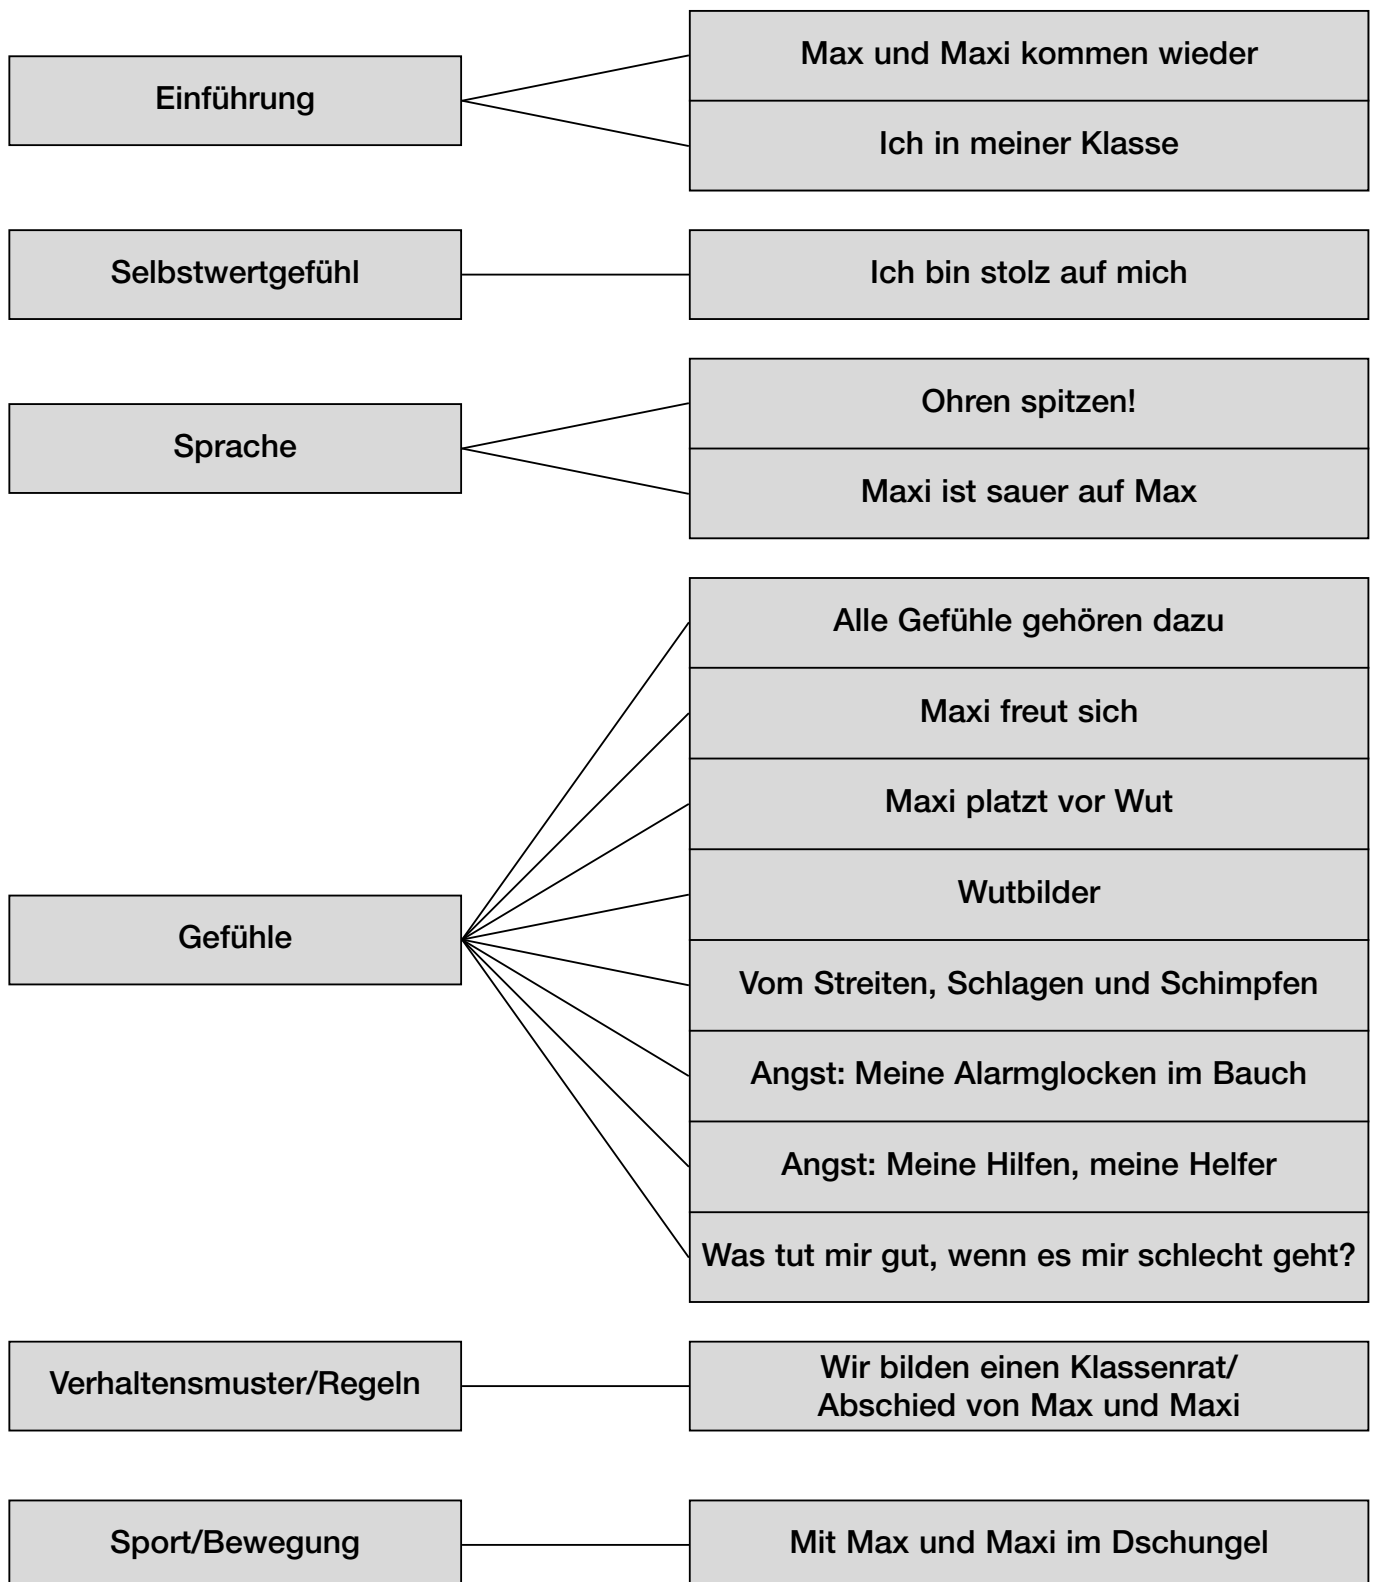 Einführung
Max und Maxi kommen wieder
Ich in meiner Klasse
Selbstwertgefühl
Ich bin stolz auf mich
Sprache
Ohren spitzen!
Maxi ist sauer auf Max
Gefühle
Alle Gefühle gehören dazu
Maxi freut sich
Maxi platzt vor Wut
Wutbilder
Vom Streiten, Schlagen und Schimpfen
Angst: Meine Alarmglocken im Bauch
Angst: Meine Hilfen, meine Helfer
Was tut mir gut, wenn es mir schlecht geht?
Verhaltensmuster/Regeln
Wir bilden einen Klassenrat/
Abschied von Max und Maxi
Sport/Bewegung
Mit Max und Maxi im Dschungel